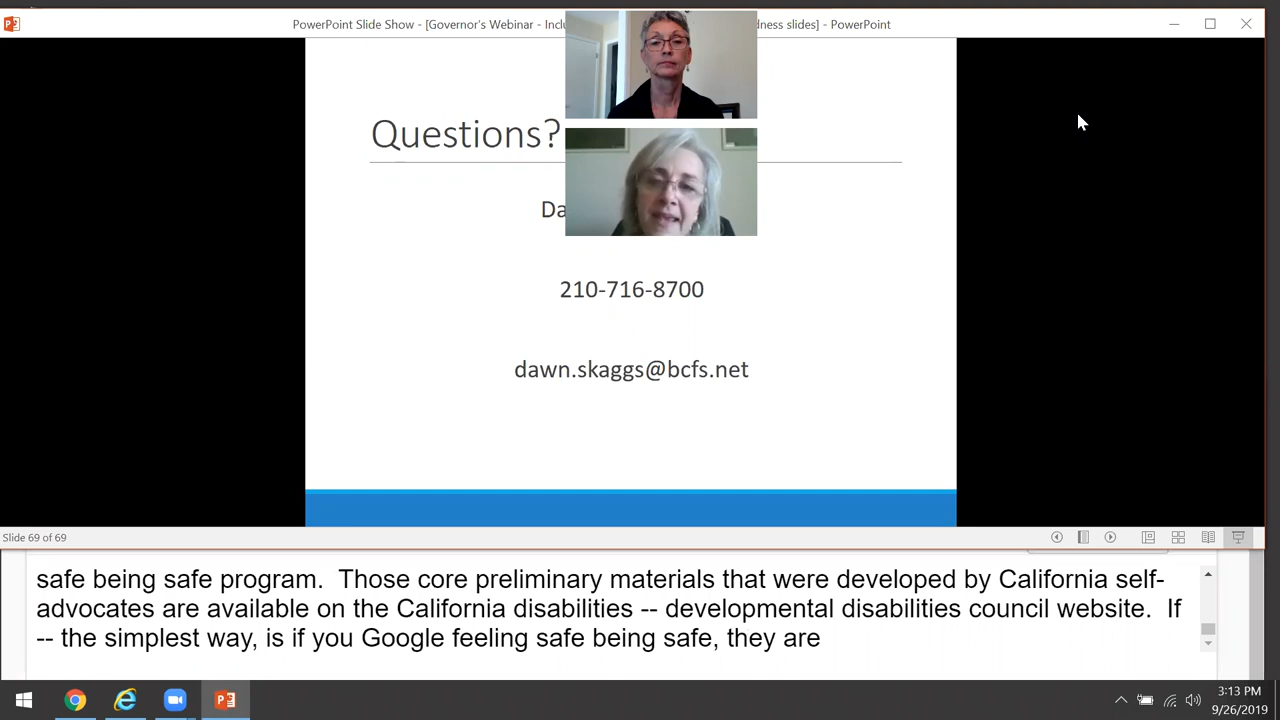 PowerPoint Slide Show - [Governor's Webinar - Inclu dness slides] - PowerPoint
Questions?
Da
210-716-8700
dawn.skaggs@bcfs.net
Slide 69 of 69
safe being safe program. Those core preliminary materials that were developed by California self-
advocates are available on the California disabilities -- developmental disabilities council website. If
-- the simplest way, is if you Google feeling safe being safe, they are
3:13 PM
9/26/2019